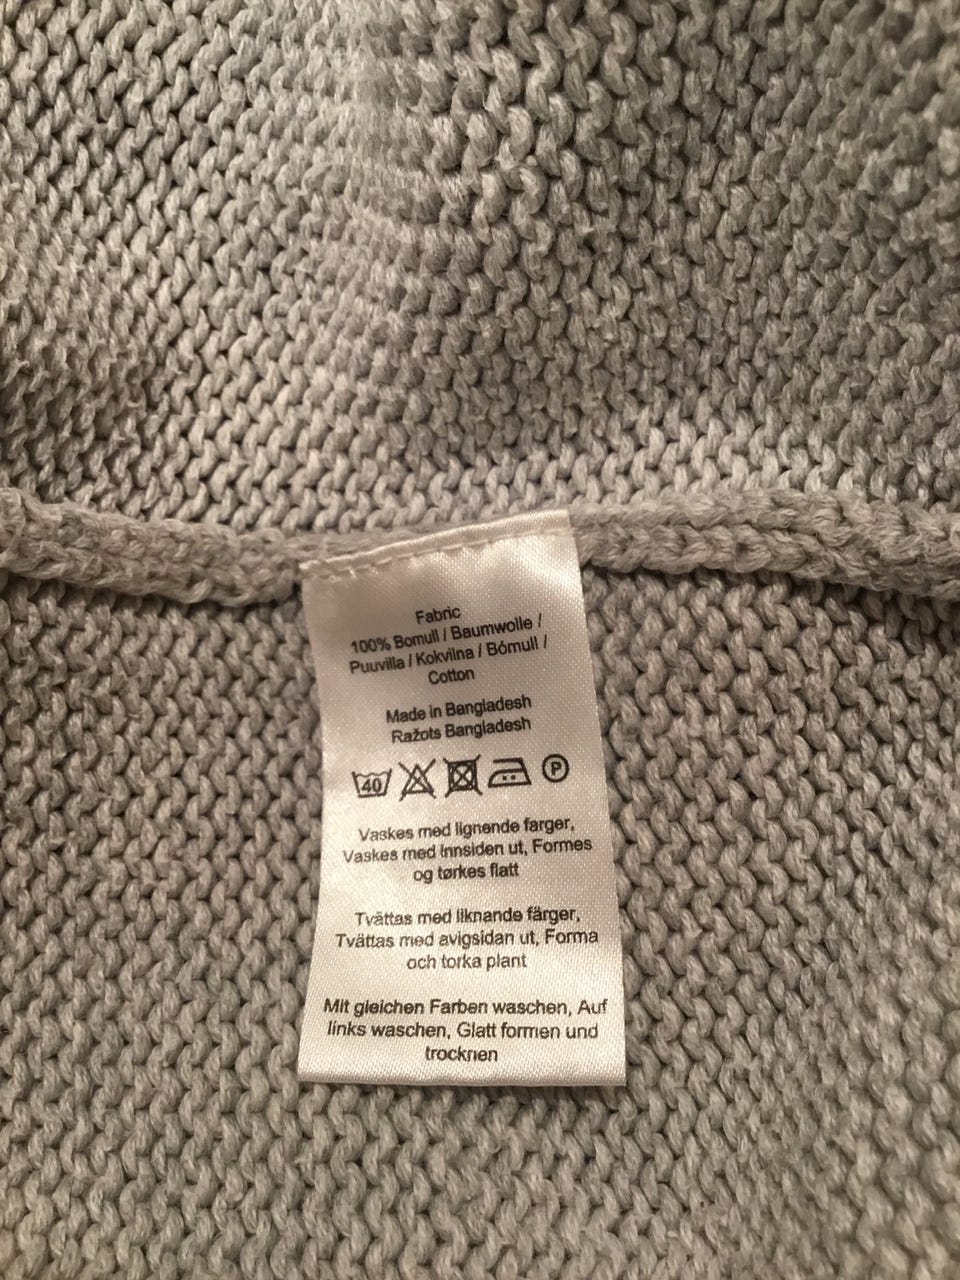 Fabric
100% Bomull / Baumwolle /
Puuvilla / Kokvilna / Bómull /
Cotton
Made in Bangladesh
Ražots Bangladesh
40 P
Vaskes med lignende farger,
Vaskes med innsiden ut, Formes
og tørkes flatt
Tvättas med liknande färger,
Tvättas med avigsidan ut, Forma
och torka plant
Mit gleichen Farben waschen, Auf
links waschen, Glatt formen und
trocknen